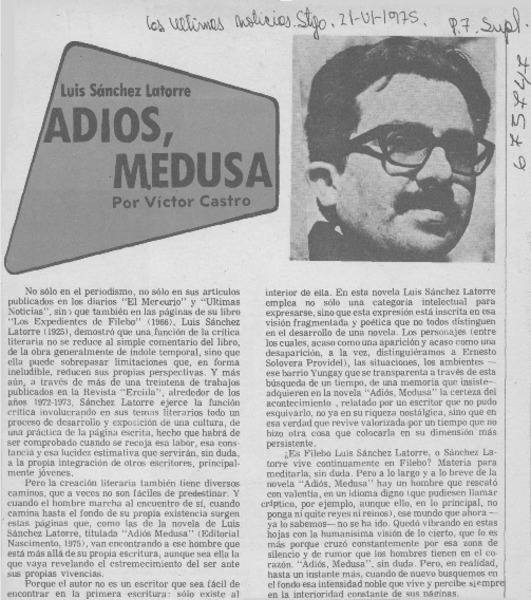 Las Ultimas Noticias. Stgo. 21-VI-1975. P.7. Supl.
Luis Sánchez Latorre
ADIOS,
MEDUSA
Por Víctor Castro
No sólo en el periodismo, no sólo en sus artículos
publicados en los diarios "El Mercurio" y "Ultimas
Noticias", sino que también en las páginas de su libro
"Los Expedientes de Filebo" (1966), Luis Sánchez
Latorre (1925), demostró que una función de la crítica
literaria no se reduce al simple comentario del libro,
de la obra generalmente de índole temporal, sino que
ella puede sobrepasar limitaciones que, en forma
ineludible, reducen sus propias perspectivas. Y más
aún, a través de más de una treintena de trabajos
publicados en la Revista "Ercilla", alrededor de los
años 1972-1973, Sánchez Latorre ejerce la función
crítica involucrando en sus temas literarios todo un
proceso de desarrollo y exposición de una cultura, de
una práctica de la página escrita, hecho que habrá de
ser comprobado cuando se recoja esa labor, esa cons-
tancia y esa lucidez estimativa que servirán, sin duda,
a la propia integración de otros escritores, principal-
mente jóvenes.
Pero la creación literaria también tiene diversos
caminos, que a veces no son fáciles de predestinar. Y
cuando el hombre marcha al encuentro de sí, cuando
camina hasta el fondo de su propia existencia surgen
estas páginas que, como las de la novela de Luis
Sánchez Latorre, titulada "Adiós Medusa" (Editorial
Nascimento, 1975), van encontrando a ese hombre que
está más allá de su propia escritura, aunque sea ella la
que vaya revelando el estremecimiento del ser ante
sus propias vivencias.
Porque el autor no es un escritor que sea fácil de
encontrar en la primera escritura: sólo existe al
interior de ella. En esta novela Luis Sánchez Latorre
emplea no sólo una categoría intelectual para
expresarse, sino que esta expresión está inscrita en esa
visión fragmentada y poética que no todos distinguen
en el desarrollo de una novela. Los personajes (entre
los cuales, acaso como una aparición y acaso como una
desaparición, a la vez, distinguiéramos a Ernesto
Solovera Providel), las situaciones, los ambientes —
ese barrio Yungay que se transparenta a través de esta
búsqueda de un tiempo, de una memoria que insiste—
adquieren en la novela "Adiós, Medusa" la certeza del
acontecimiento, relatado por un escritor que no pudo
esquivarlo, no ya en su riqueza nostálgica, sino que en
esa verdad que revive valorizada por un tiempo que no
hizo otra cosa que colocarla en su dimensión más
persistente.
¿Es Filebo Luis Sánchez Latorre, o Sánchez La-
torre vive continuamente en Filebo? Materia para
meditarla, sin duda. Pero a lo largo y a lo breve de la
novela "Adiós, Medusa" hay un hombre que rescató
con valentía, en un idioma digno (que pudiesen llamar
críptico, por ejemplo, aunque ello, en lo principal, no
ponga ni quite reyes ni reinos), ese mundo que ahora —
ya lo sabemos— no se ha ido. Quedó vibrando en estas
hojas con la humanísima visión de lo cierto, que lo es
más porque cruzó constantemente por esa zona de
silencio y de rumor que los hombres tienen en el co-
razón. "Adiós, Medusa", sin duda. Pero, en realidad,
hasta un instante más, cuando de nuevo busquemos en
el fondo esa intensidad noble que vive y percibe siempre
en la interioridad constante de sus páginas.